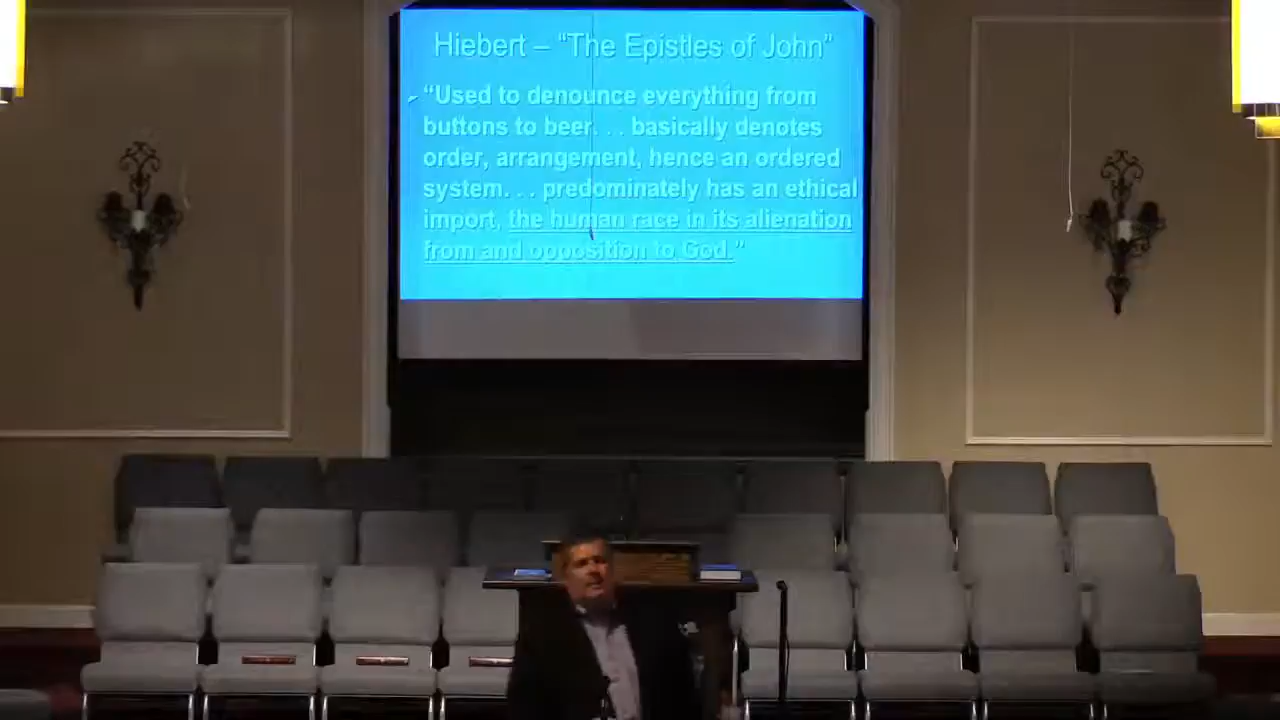 Hiebert – "The Epistles of John"
"Used to denounce everything from
buttons to beer. . . basically denotes
order, arrangement, hence an ordered
system. . . predominately has an ethical
import, the human race in its alienation
from and opposition to God."